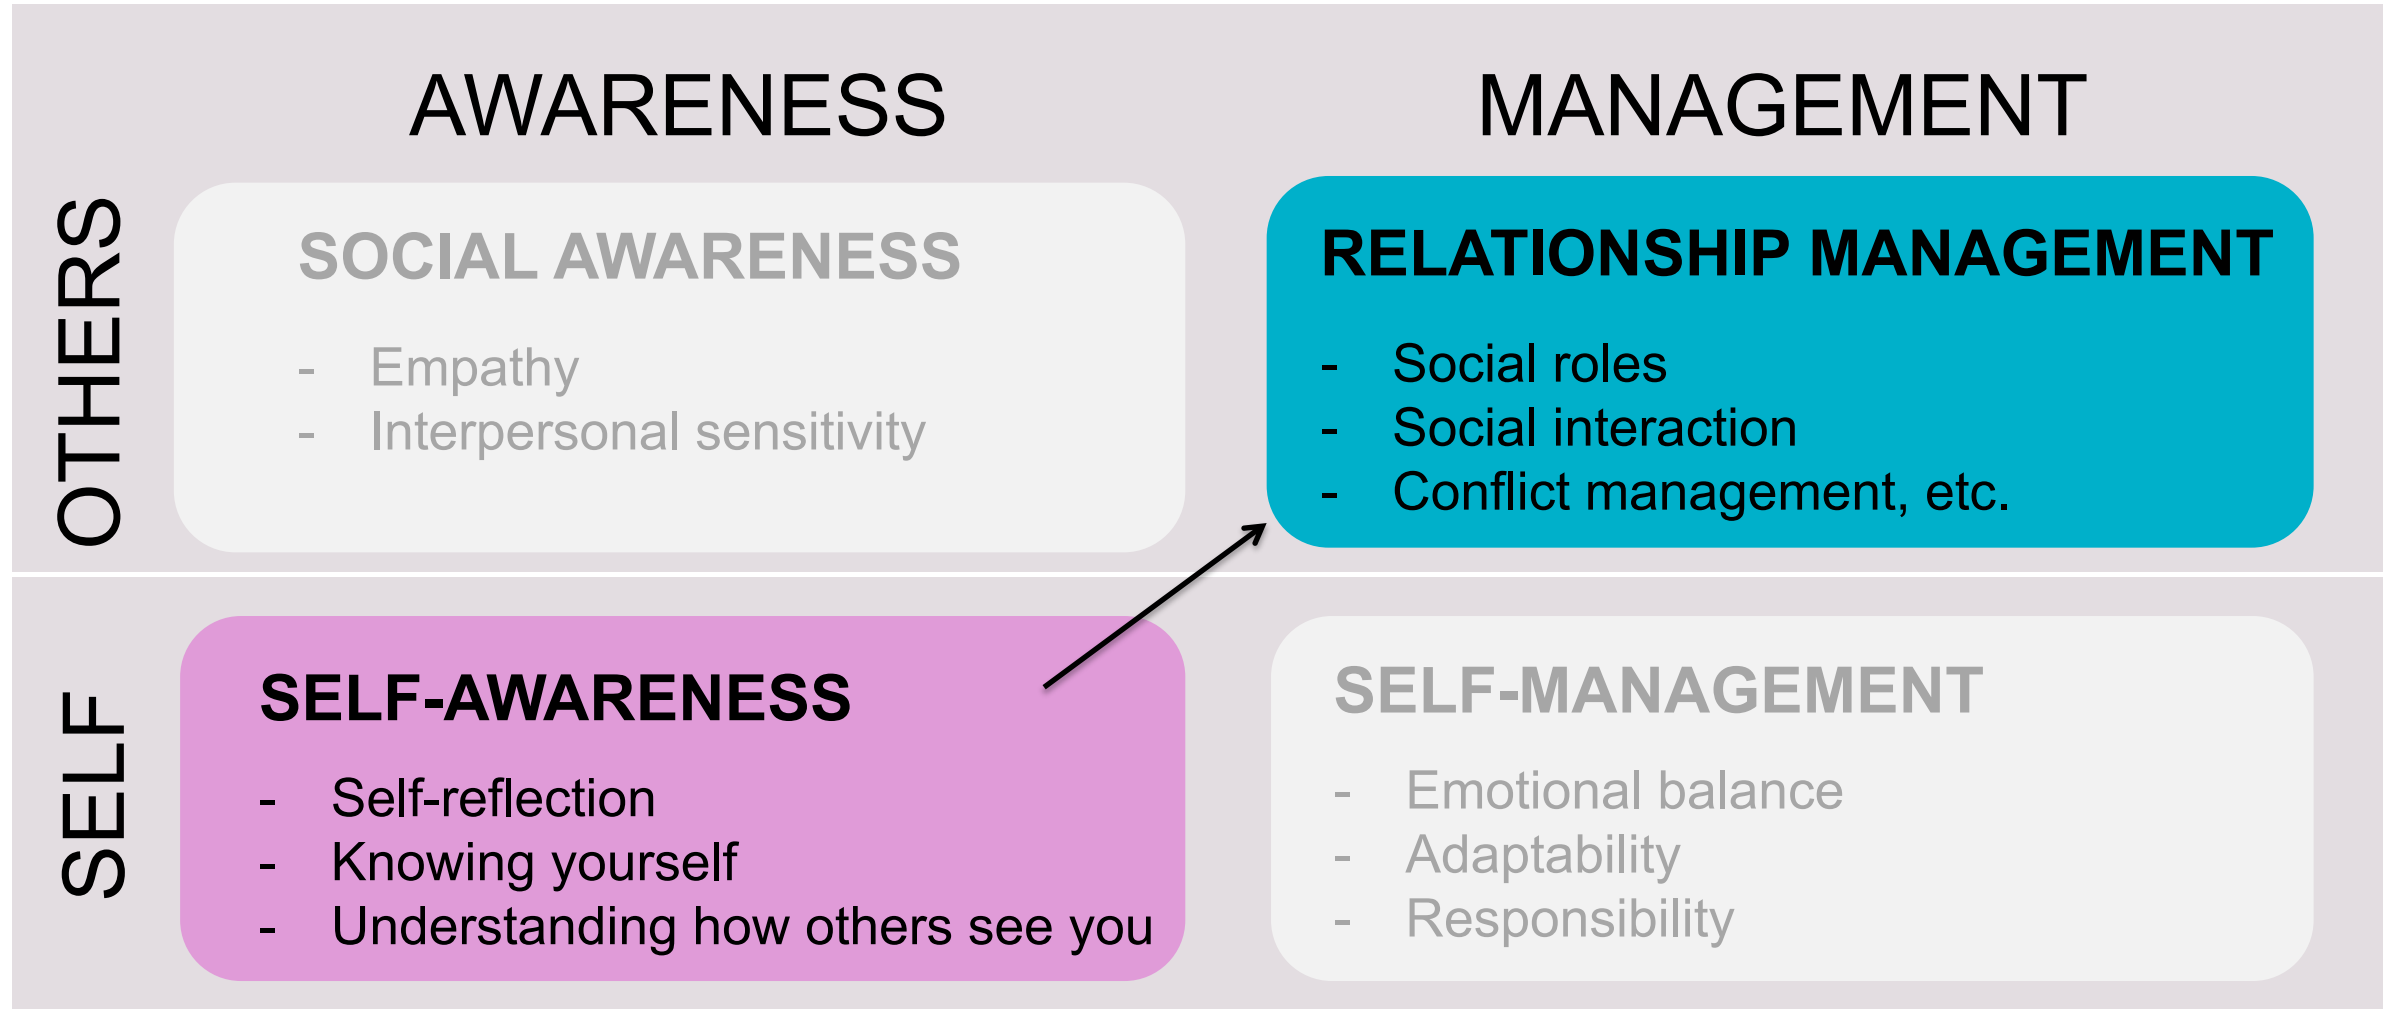 AWARENESS
MANAGEMENT
OTHERS
SOCIAL AWARENESS
- Empathy
- Interpersonal sensitivity
RELATIONSHIP MANAGEMENT
- Social roles
- Social interaction
- Conflict management, etc.
SELF
SELF-AWARENESS
- Self-reflection
- Knowing yourself
- Understanding how others see you
SELF-MANAGEMENT
- Emotional balance
- Adaptability
- Responsibility